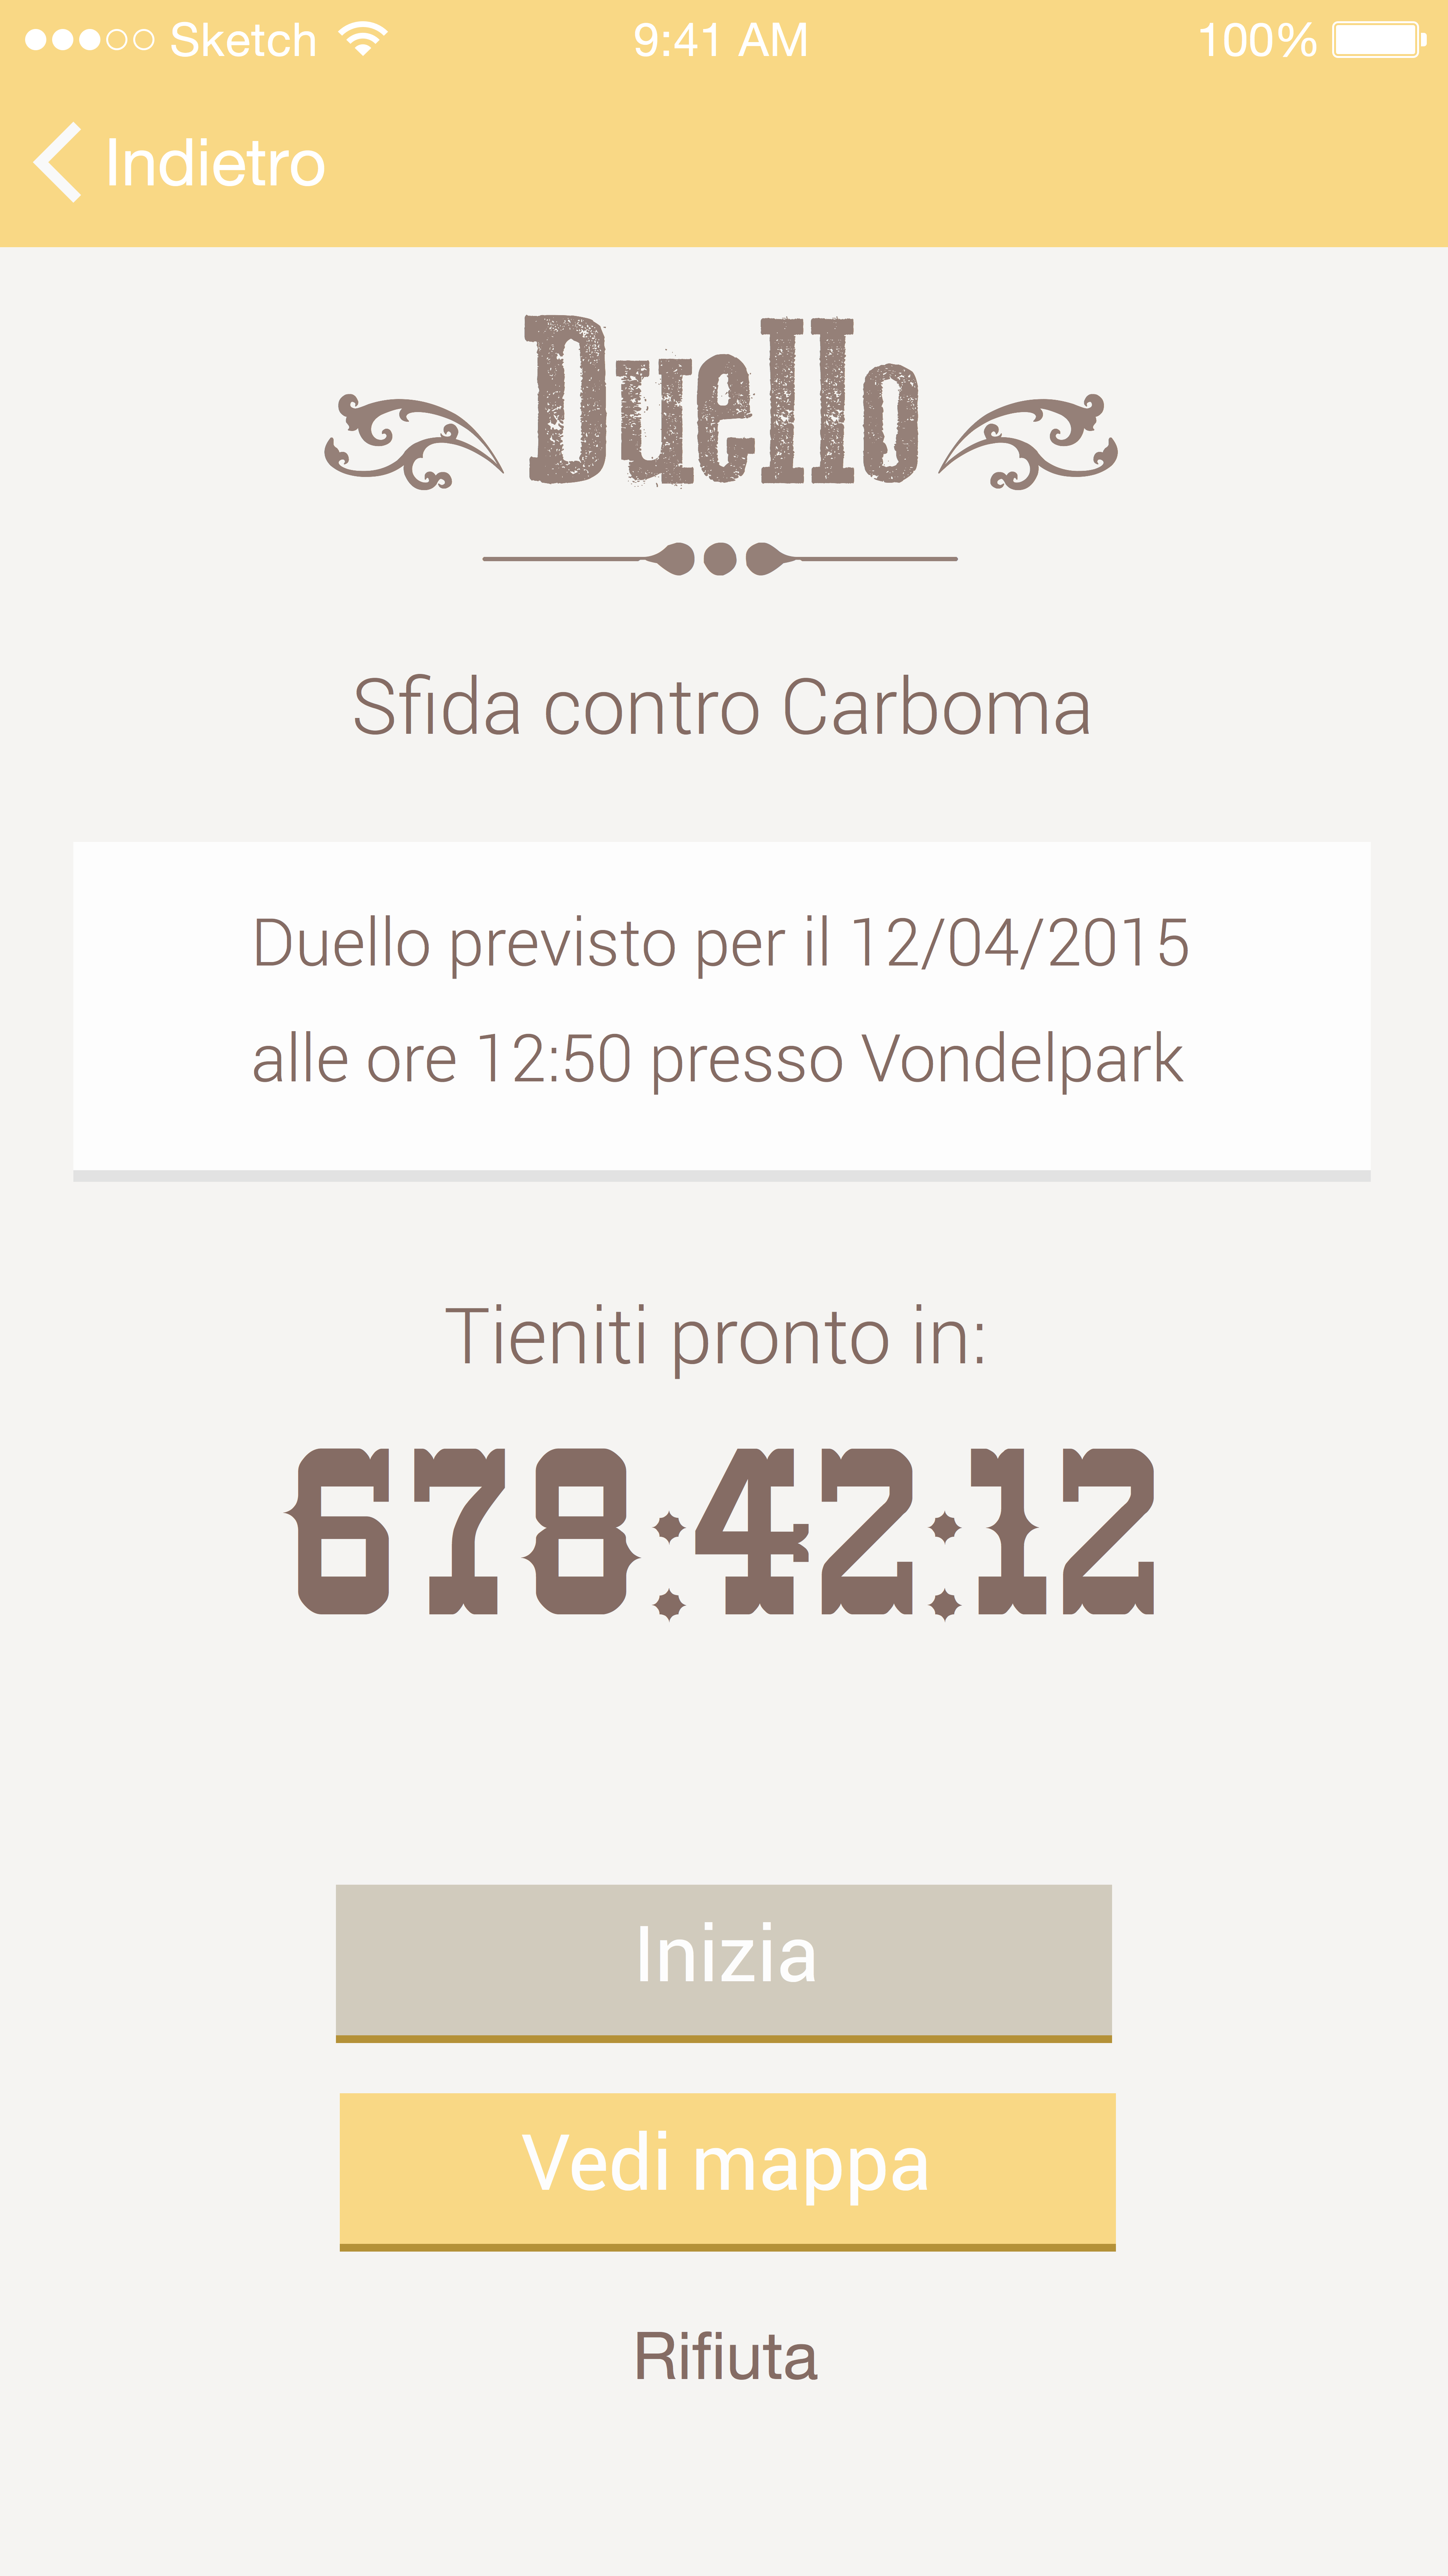 Sketch 9:41 AM 100%
Indietro
Duello
Sfida contro Carboma
Duello previsto per il 12/04/2015
alle ore 12:50 presso Vondelpark
Tieniti pronto in:
678:42:12
Inizia
Vedi mappa
Rifiuta